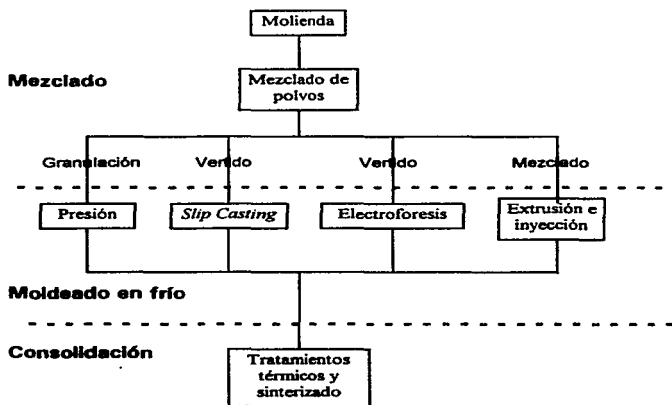 Molienda
Mezclado
Mezclado de
polvos
Granulación
Vertido
Vertido
Mezclado
Presión
Slip Casting
Electroforesis
Extrusión e
inyección
Moldeado en frío
Consolidación
Tratamientos
térmicos y
sinterizado